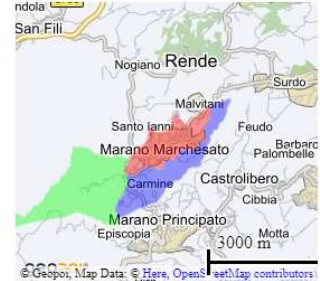 ndola
San Fili
Nogiano
Rende
Surdo
Malvitani
Santo Ianni
Feudo
Marano Marchesato
Barbaro
Palombelle
Carmine
Castrolibero
Cibbia
Marano Principato
Episcopia
Motta
3000 m
© Geopoi, Map Data: © Here, OpenStreetMap contributors